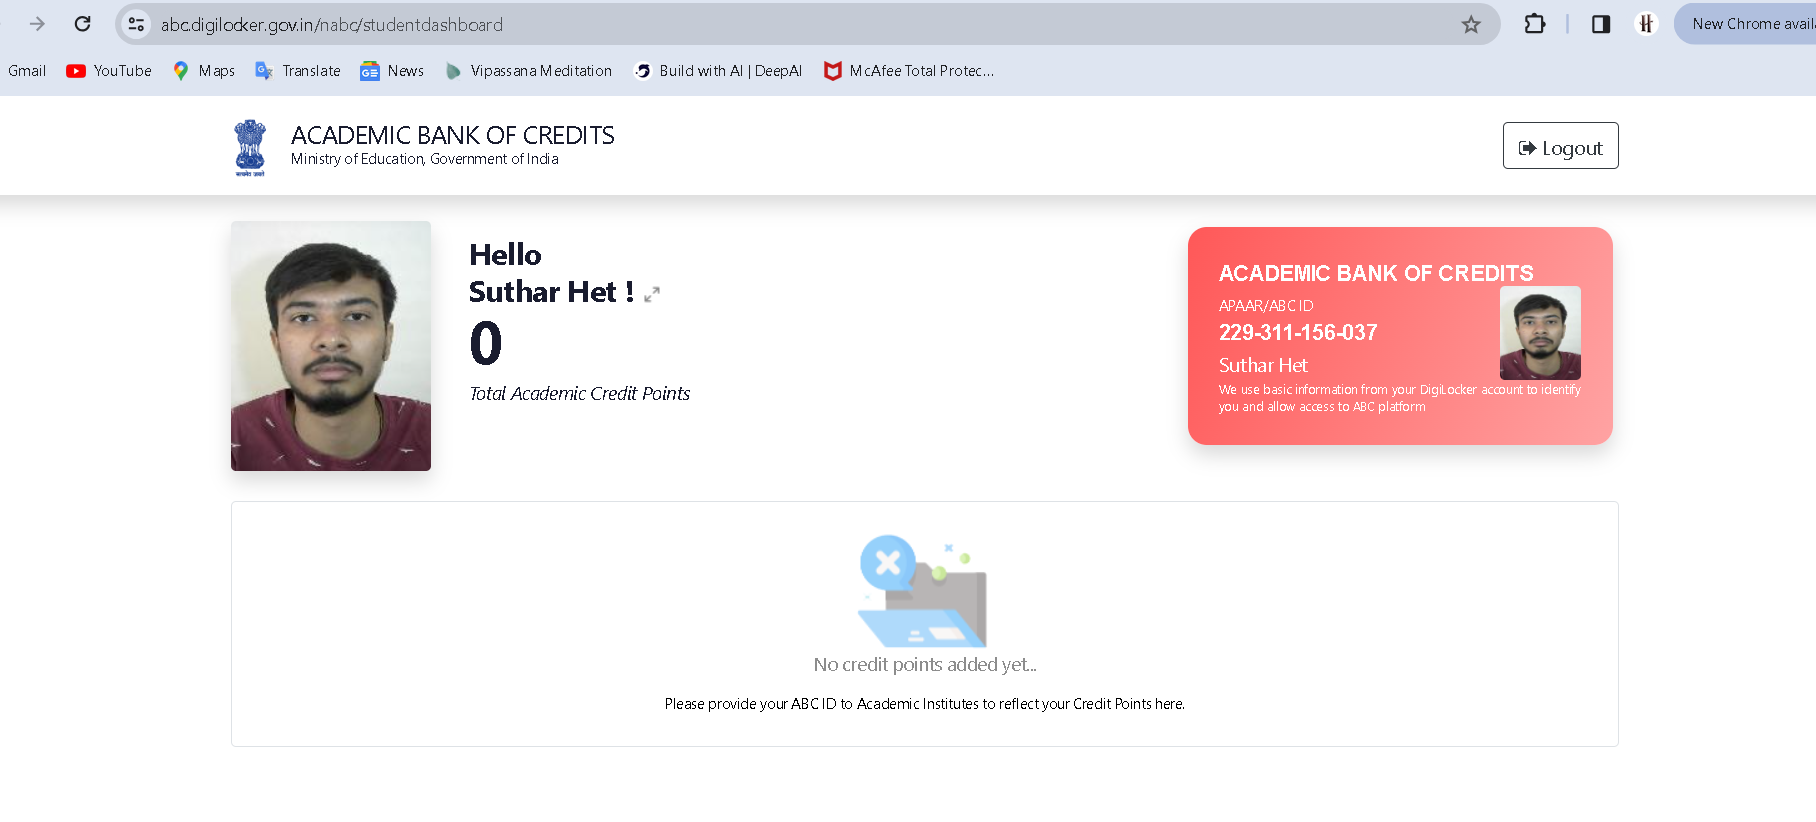 abc.digilocker.gov.in/nabc/studentdashboard
New Chrome avail
Gmail YouTube Maps Translate News Vipassana Meditation Build with AI | DeepAI McAfee Total Protec...
ACADEMIC BANK OF CREDITS
Ministry of Education, Government of India
Logout
Hello
Suthar Het !
0
Total Academic Credit Points
ACADEMIC BANK OF CREDITS
APAAR/ABC ID
229-311-156-037
Suthar Het
We use basic information from your DigiLocker account to identify
you and allow access to ABC platform
No credit points added yet...
Please provide your ABC ID to Academic Institutes to reflect your Credit Points here.